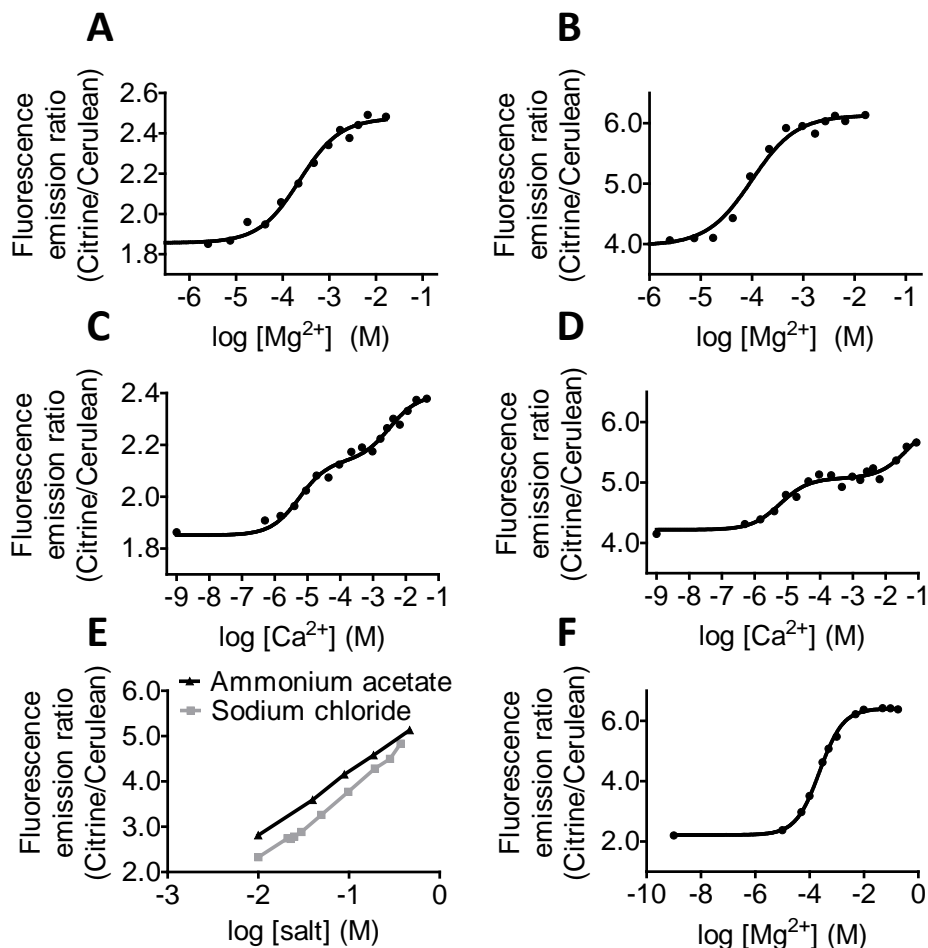 A
Fluorescence
emission ratio
(Citrine/Cerulean)
2.6
2.4
2.2
2.0
1.8
-6 -5 -4 -3 -2 -1
log [Mg²⁺] (M)
B
Fluorescence
emission ratio
(Citrine/Cerulean)
6.0
5.0
4.0
-6 -5 -4 -3 -2 -1
log [Mg²⁺] (M)
C
Fluorescence
emission ratio
(Citrine/Cerulean)
2.4
2.2
2.0
1.8
-9 -8 -7 -6 -5 -4 -3 -2 -1
log [Ca²⁺] (M)
D
Fluorescence
emission ratio
(Citrine/Cerulean)
6.0
5.0
4.0
-9 -8 -7 -6 -5 -4 -3 -2 -1
log [Ca²⁺] (M)
E
Fluorescence
emission ratio
(Citrine/Cerulean)
Ammonium acetate
Sodium chloride
6.0
5.0
4.0
3.0
2.0
-3 -2 -1 0
log [salt] (M)
F
Fluorescence
emission ratio
(Citrine/Cerulean)
6.0
4.0
2.0
-10 -8 -6 -4 -2 0
log [Mg²⁺] (M)